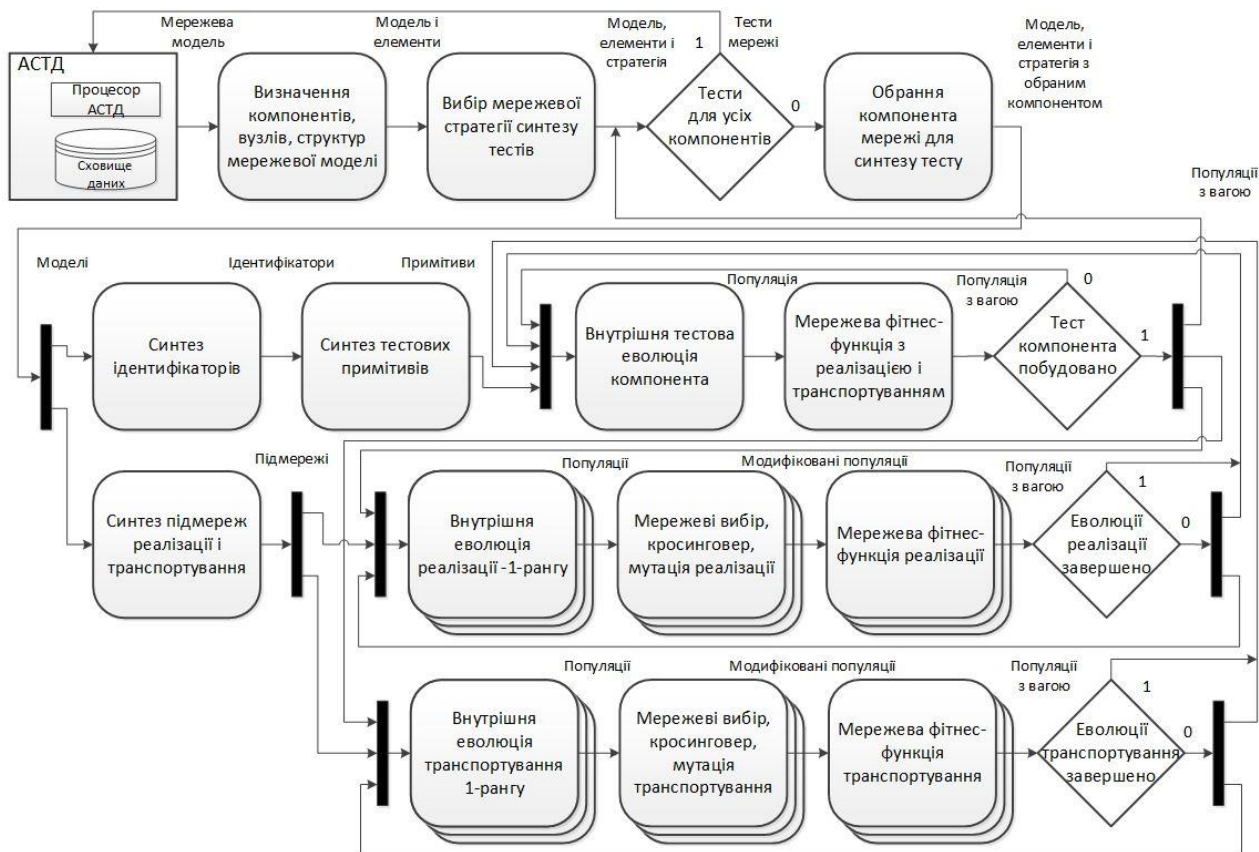 Мережева
модель
Модель і
елементи
Модель,
елементи і
стратегія
1
Тести
мережі
Модель,
елементи і
стратегія з
обраним
компонентом
АСТД
Процесор
АСТД
Сховище
даних
Визначення
компонентів,
вузлів, структур
мережевої моделі
Вибір мережевої
стратегії синтезу
тестів
Тести
для усіх
компонентів
0
Обрання
компонента
мережі для
синтезу тесту
Популяції
з вагою
Моделі
Ідентифікатори
Примітиви
Популяція
Популяція
з вагою
0
Синтез
ідентифікаторів
Синтез тестових
примітивів
Внутрішня тестова
еволюція
компонента
Мережева фітнес-
функція з
реалізацією і
транспортуванням
Тест
компонента
побудовано
1
Підмережі
Популяції
Модифіковані популяції
Популяції
з вагою
1
Синтез підмереж
реалізації і
транспортування
Внутрішня
еволюція
реалізації -1-рангу
Мережеві вибір,
кросинговер,
мутація реалізації
Мережева фітнес-
функція реалізації
Еволюції
реалізації
завершено
0
Популяції
Модифіковані популяції
Популяції
з вагою
1
Внутрішня
еволюція
транспортування
1-рангу
Мережеві вибір,
кросинговер,
мутація
транспортування
Мережева фітнес-
функція
транспортування
Еволюції
транспортування
завершено
0